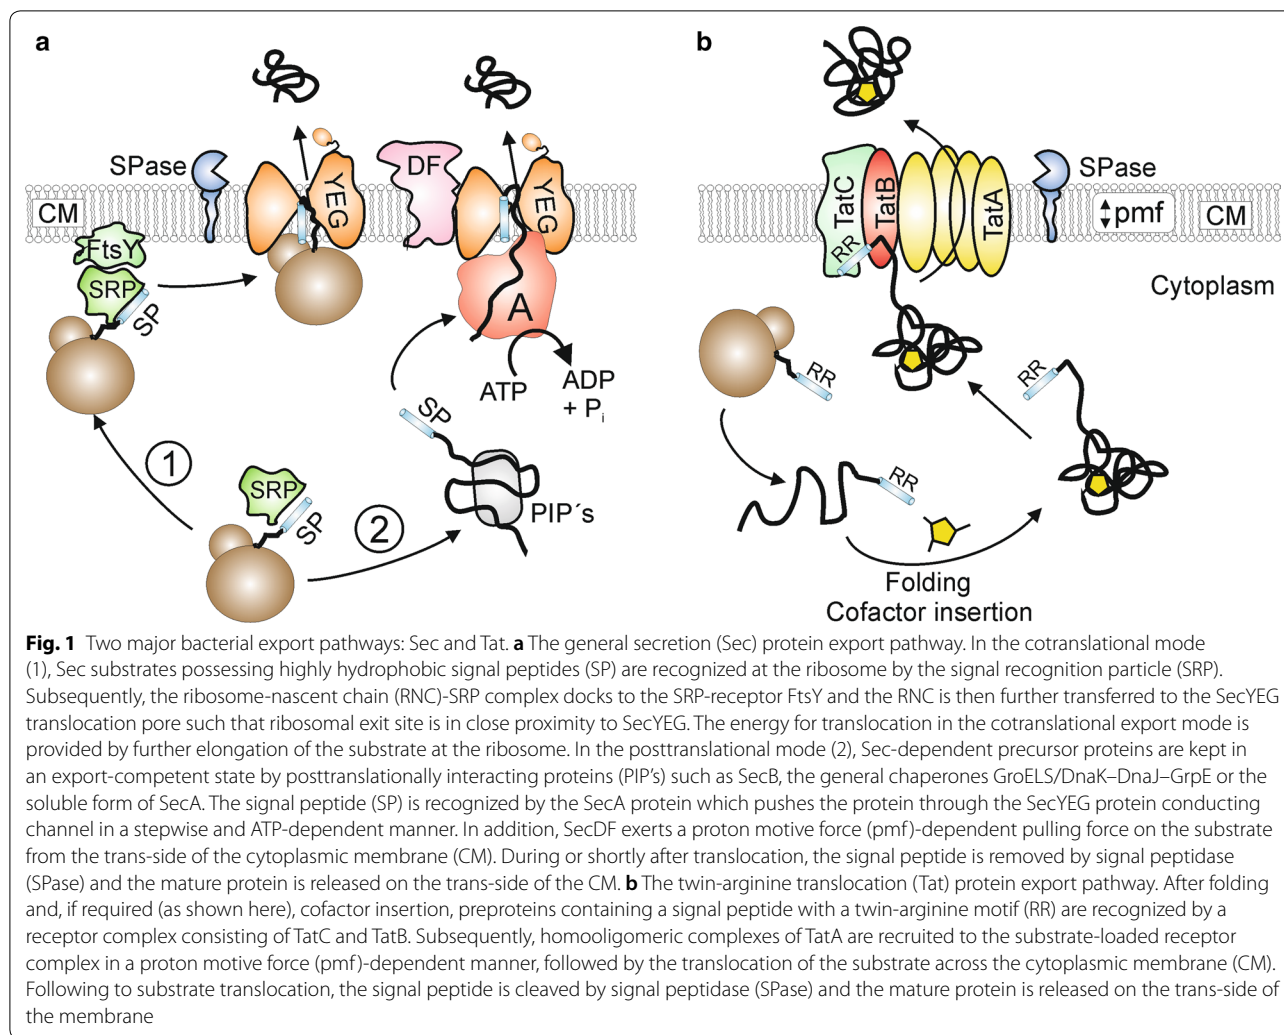 a
b
SPase
DF
YEG
YEG
CM
FtsY
SRP
SP
A
ATP
ADP
+ Pi
SP
1
SRP
SP
2
PIP´s
TatC
TatB
TatA
SPase
pmf
CM
RR
Cytoplasm
RR
RR
RR
Folding
Cofactor insertion
Fig. 1 Two major bacterial export pathways: Sec and Tat. a The general secretion (Sec) protein export pathway. In the cotranslational mode
(1), Sec substrates possessing highly hydrophobic signal peptides (SP) are recognized at the ribosome by the signal recognition particle (SRP).
Subsequently, the ribosome-nascent chain (RNC)-SRP complex docks to the SRP-receptor FtsY and the RNC is then further transferred to the SecYEG
translocation pore such that ribosomal exit site is in close proximity to SecYEG. The energy for translocation in the cotranslational export mode is
provided by further elongation of the substrate at the ribosome. In the posttranslational mode (2), Sec-dependent precursor proteins are kept in
an export-competent state by posttranslationally interacting proteins (PIP's) such as SecB, the general chaperones GroELS/DnaK–DnaJ–GrpE or the
soluble form of SecA. The signal peptide (SP) is recognized by the SecA protein which pushes the protein through the SecYEG protein conducting
channel in a stepwise and ATP-dependent manner. In addition, SecDF exerts a proton motive force (pmf)-dependent pulling force on the substrate
from the trans-side of the cytoplasmic membrane (CM). During or shortly after translocation, the signal peptide is removed by signal peptidase
(SPase) and the mature protein is released on the trans-side of the CM. b The twin-arginine translocation (Tat) protein export pathway. After folding
and, if required (as shown here), cofactor insertion, preproteins containing a signal peptide with a twin-arginine motif (RR) are recognized by a
receptor complex consisting of TatC and TatB. Subsequently, homooligomeric complexes of TatA are recruited to the substrate-loaded receptor
complex in a proton motive force (pmf)-dependent manner, followed by the translocation of the substrate across the cytoplasmic membrane (CM).
Following to substrate translocation, the signal peptide is cleaved by signal peptidase (SPase) and the mature protein is released on the trans-side of
the membrane